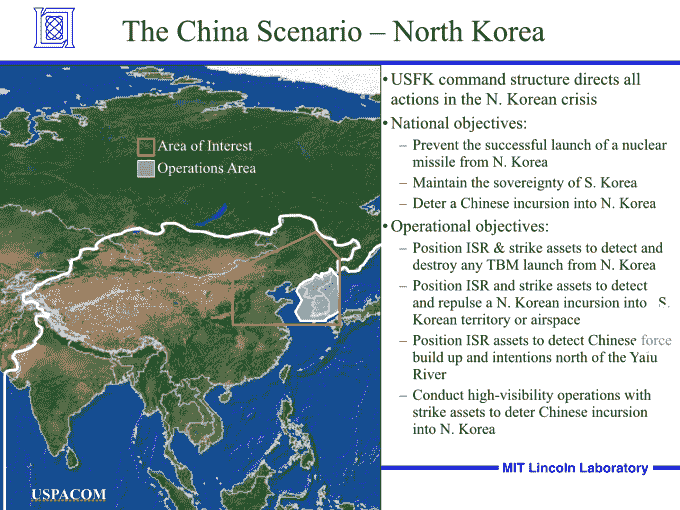 The China Scenario – North Korea
Area of Interest
Operations Area
USPACOM
• USFK command structure directs all
actions in the N. Korean crisis
• National objectives:
– Prevent the successful launch of a nuclear
missile from N. Korea
– Maintain the sovereignty of S. Korea
– Deter a Chinese incursion into N. Korea
• Operational objectives:
– Position ISR & strike assets to detect and
destroy any TBM launch from N. Korea
– Position ISR and strike assets to detect
and repulse a N. Korean incursion into S.
Korean territory or airspace
– Position ISR assets to detect Chinese force
build up and intentions north of the Yalu
River
– Conduct high-visibility operations with
strike assets to deter Chinese incursion
into N. Korea
MIT Lincoln Laboratory